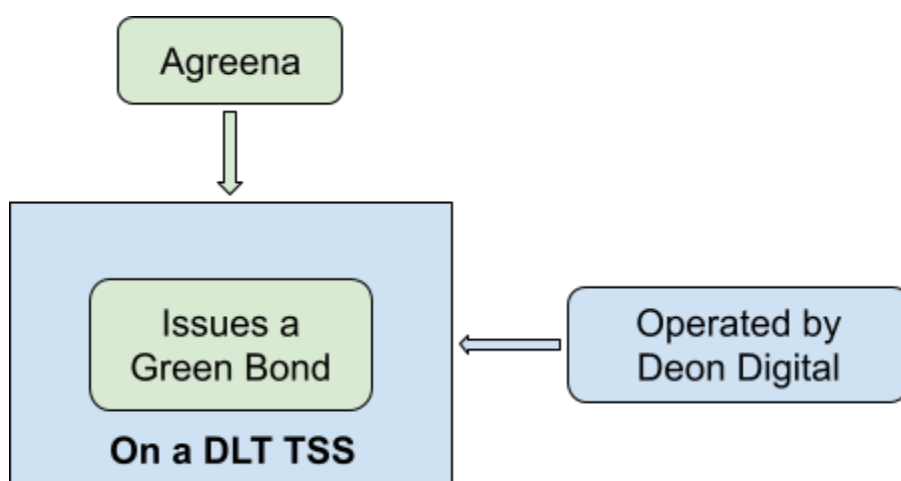 Agreena
Issues a
Green Bond
On a DLT TSS
Operated by
Deon Digital